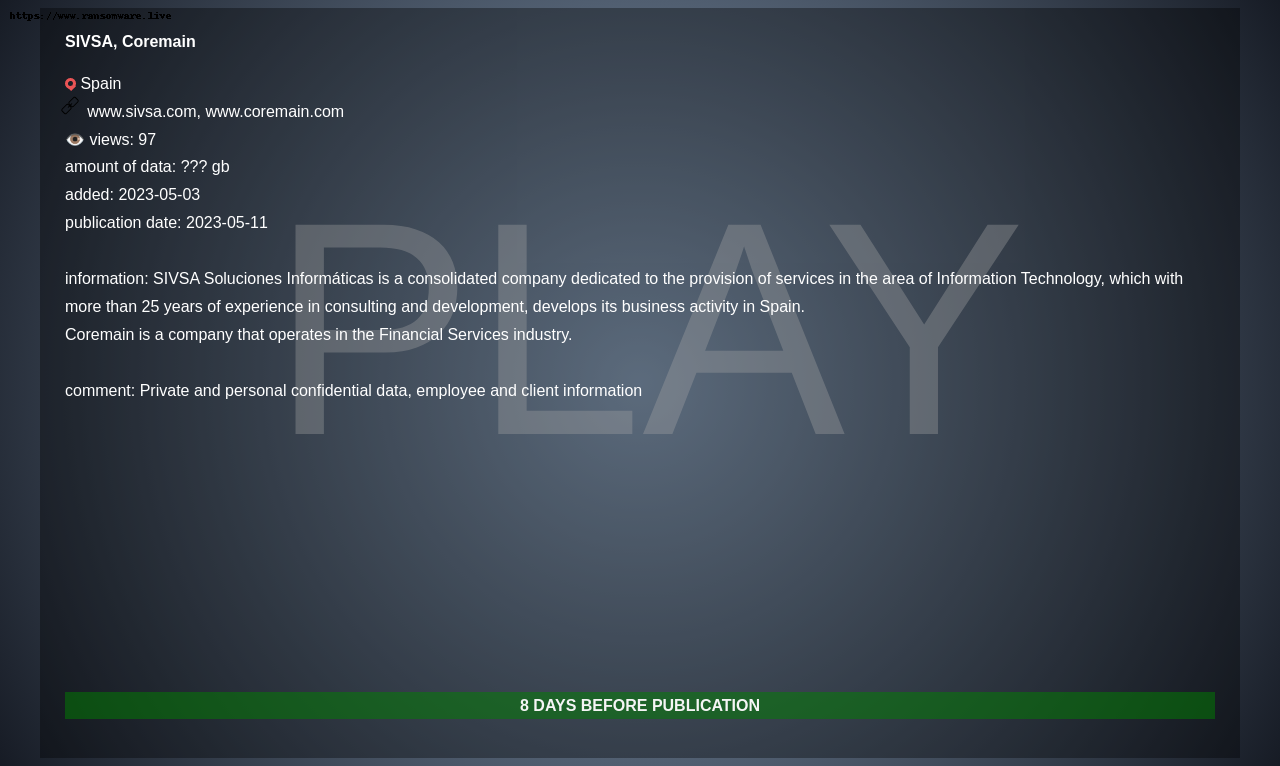 https://www.ransomware.live
SIVSA, Coremain
Spain
www.sivsa.com, www.coremain.com
views: 97
amount of data: ??? gb
added: 2023-05-03
publication date: 2023-05-11
PLAY
information: SIVSA Soluciones Informáticas is a consolidated company dedicated to the provision of services in the area of Information Technology, which with
more than 25 years of experience in consulting and development, develops its business activity in Spain.
Coremain is a company that operates in the Financial Services industry.
comment: Private and personal confidential data, employee and client information
8 DAYS BEFORE PUBLICATION